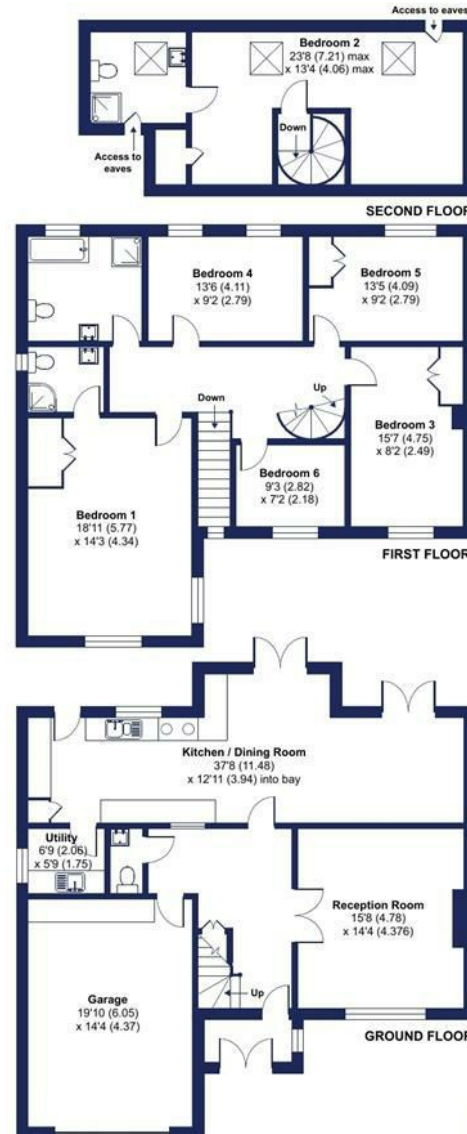 Access to eaves
Bedroom 2
23'8 (7.21) max
x 13'4 (4.06) max
Down
Access to
eaves
SECOND FLOOR
Bedroom 4
13'6 (4.11)
x 9'2 (2.79)
Bedroom 5
13'5 (4.09)
x 9'2 (2.79)
Down
Up
Bedroom 3
15'7 (4.75)
x 8'2 (2.49)
Bedroom 1
18'11 (5.77)
x 14'3 (4.34)
Bedroom 6
9'3 (2.82)
x 7'2 (2.18)
FIRST FLOOR
Kitchen / Dining Room
37'8 (11.48)
x 12'11 (3.94) into bay
Utility
6'9 (2.06)
x 5'9 (1.75)
Reception Room
15'8 (4.78)
x 14'4 (4.376)
Garage
19'10 (6.05)
x 14'4 (4.37)
Up
GROUND FLOOR